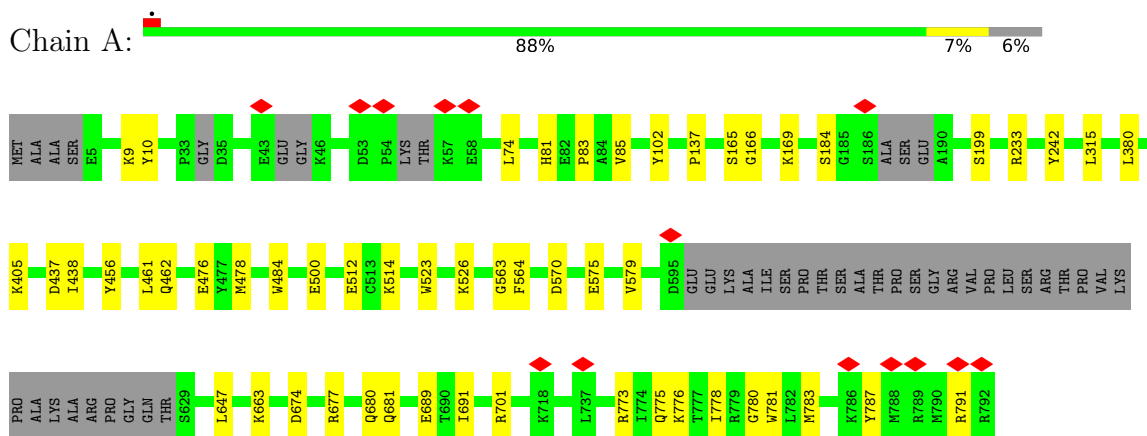 Chain A:
88% 7% 6%
MET ALA ALA SER E5 K9 Y10 P33 GLY D35 E43 GLU GLY K46 D53 P54 LYS THR K57 E58 L74 H81 E82 P83 A84 V85 Y102 P137 S165 G166 K169 S184 G185 S186 ALA SER GLU A190 S199 R233 Y242 L315 L380
K405 D437 I438 Y456 L461 Q462 E476 Y477 M478 W484 E500 E512 C513 K514 W523 K526 G563 F564 D570 E575 V579 D595 GLU GLU LYS ALA ILE SER PRO THR SER ALA THR PRO SER GLY ARG VAL PRO LEU SER ARG THR PRO VAL LYS
PRO ALA LYS ALA ARG PRO GLY GLN THR S629 L647 K663 D674 R677 Q680 Q681 E689 T690 I691 R701 K718 L737 R773 I774 Q775 K776 T777 I778 R779 G780 W781 L782 M783 K786 Y787 M788 R789 M790 R791 R792